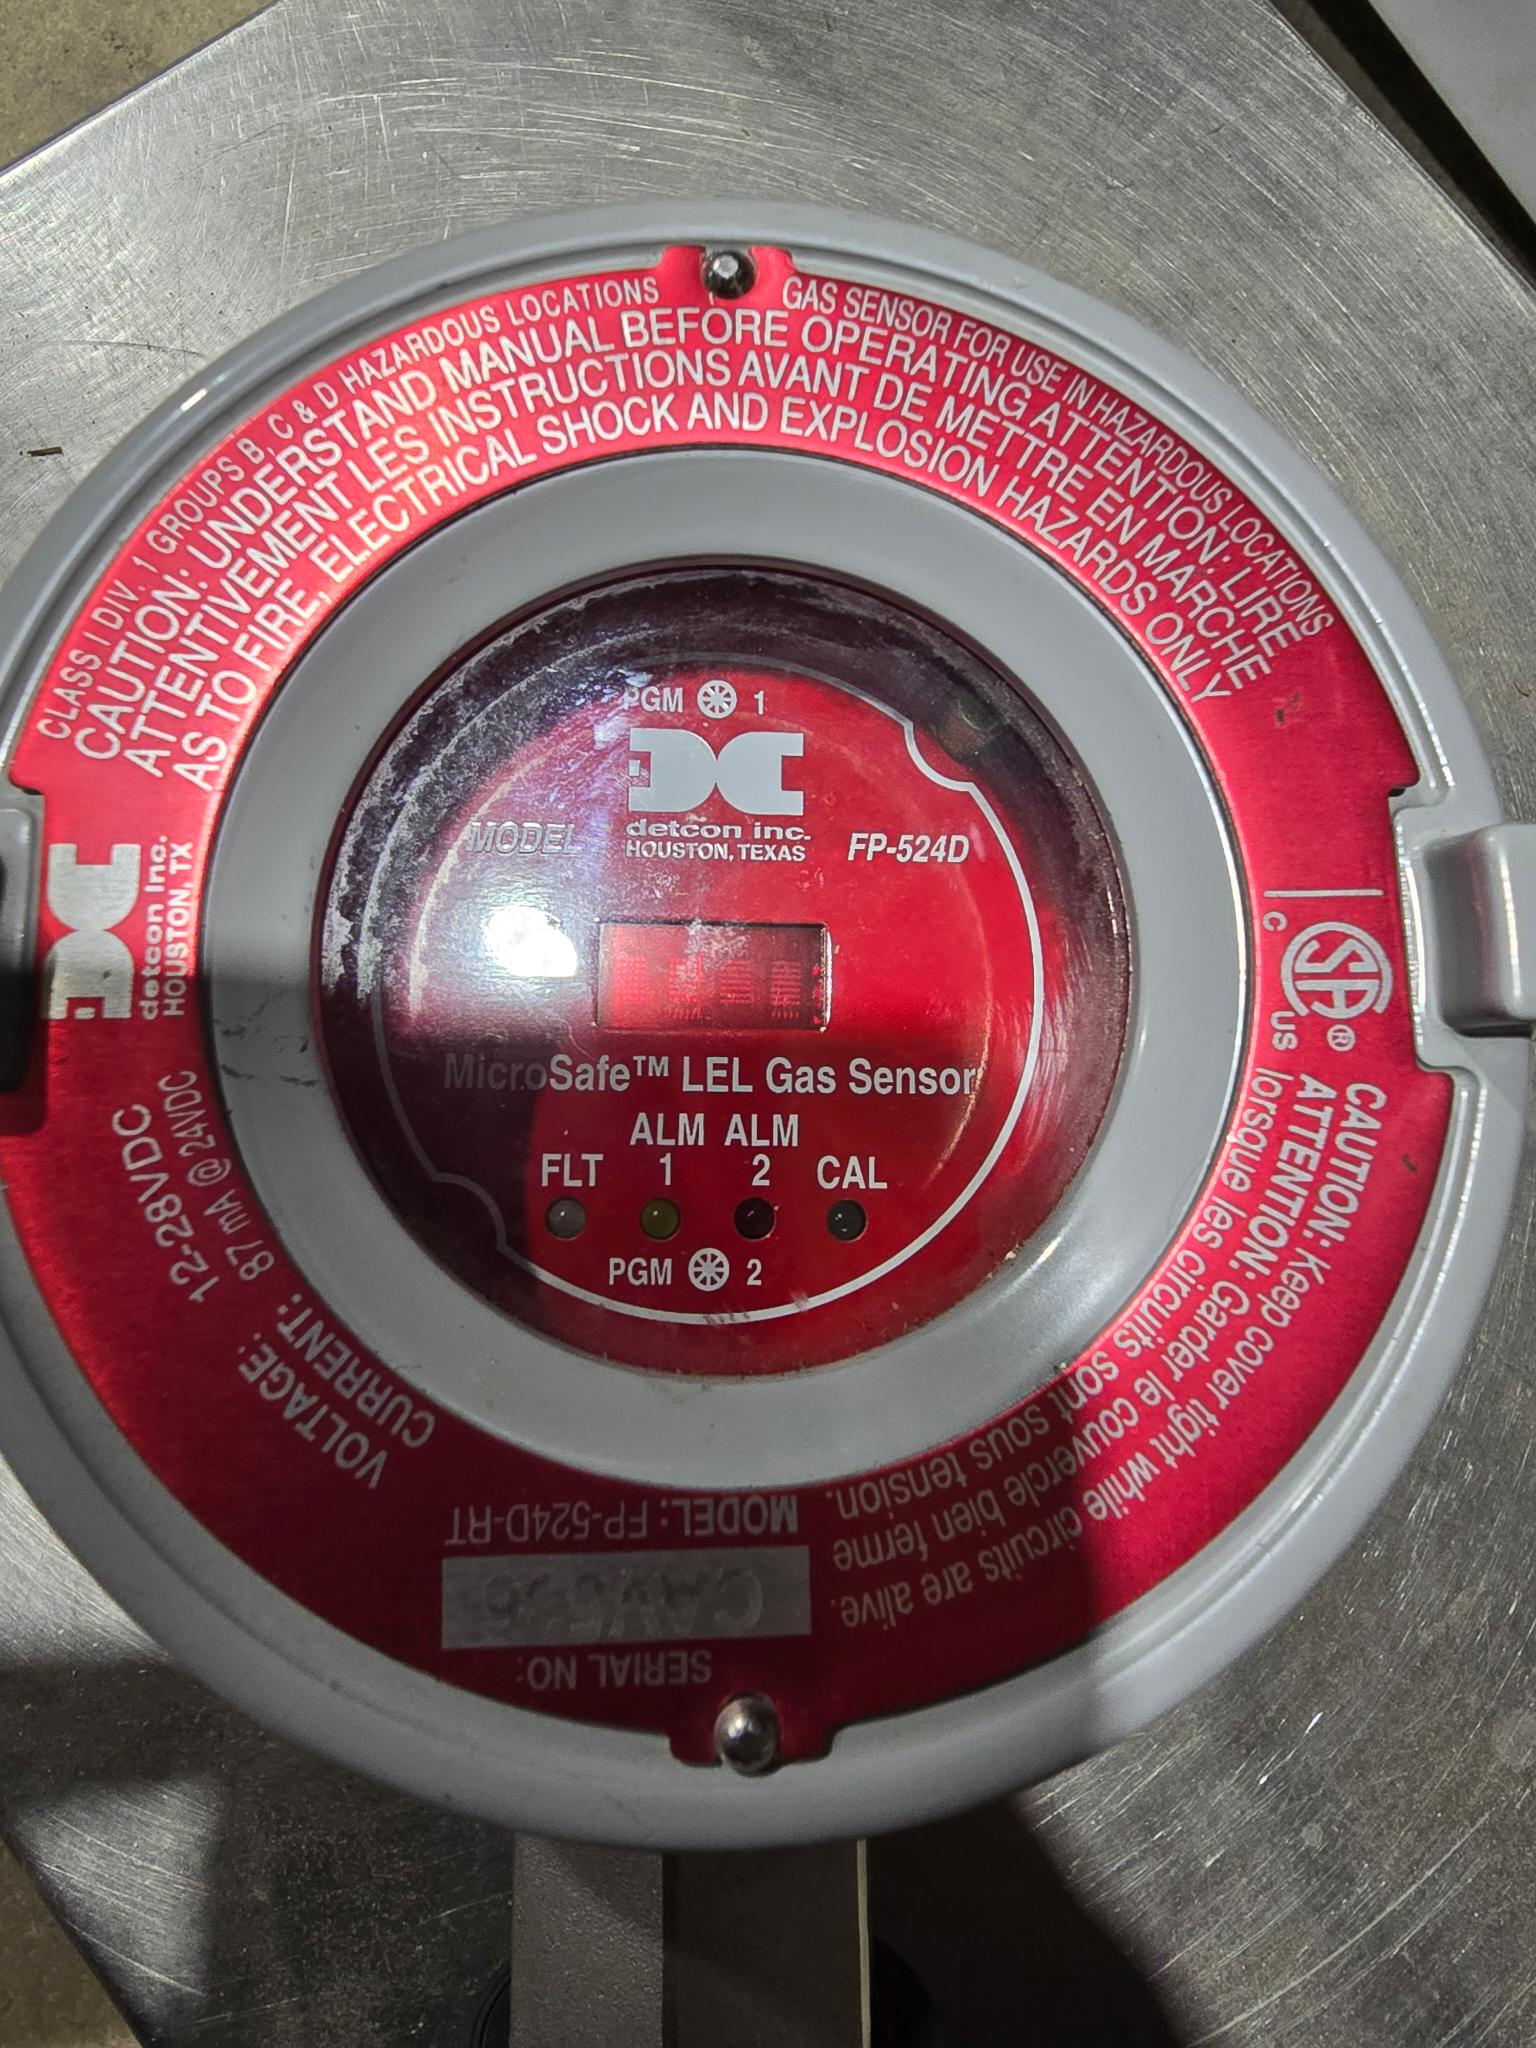 CLASS I DIV. 1 GROUPS B, C & D HAZARDOUS LOCATIONS GAS SENSOR FOR USE IN HAZARDOUS LOCATIONS
CAUTION: UNDERSTAND MANUAL BEFORE OPERATING ATTENTION: LIRE
ATTENTIVEMENT LES INSTRUCTIONS AVANT DE METTRE EN MARCHE
AS TO FIRE, ELECTRICAL SHOCK AND EXPLOSION HAZARDS ONLY
PGM 1
detcon inc.
HOUSTON, TEXAS
MODEL FP-524D
MicroSafe™ LEL Gas Sensor
ALM ALM
FLT 1 2 CAL
PGM 2
detcon inc.
HOUSTON, TX
C SA® US
CAUTION: Keep cover tight while circuits are alive.
ATTENTION: Garder le couvercle bien ferme
lorsque les circuits sont sous tension.
VOLTAGE: 12-28VDC
CURRENT: 87 mA @ 24VDC
MODEL: FP-524D-RT
SERIAL NO: